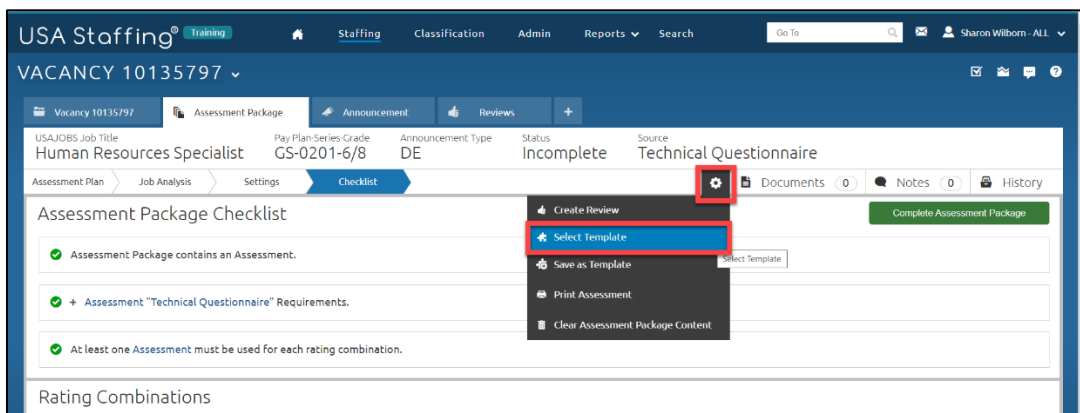 USA Staffing® Training Staffing Classification Admin Reports Search Go To Sharon Wilborn - ALL
VACANCY 10135797
Vacancy 10135797 Assessment Package Announcement Reviews +
USAJOBS Job Title Pay Plan-Series-Grade Announcement Type Status Source
Human Resources Specialist GS-0201-6/8 DE Incomplete Technical Questionnaire
Assessment Plan Job Analysis Settings Checklist Documents 0 Notes 0 History
Assessment Package Checklist Create Review Complete Assessment Package
Select Template
Assessment Package contains an Assessment. Select Template
Save as Template
+ Assessment "Technical Questionnaire" Requirements. Print Assessment
Clear Assessment Package Content
At least one Assessment must be used for each rating combination.
Rating Combinations